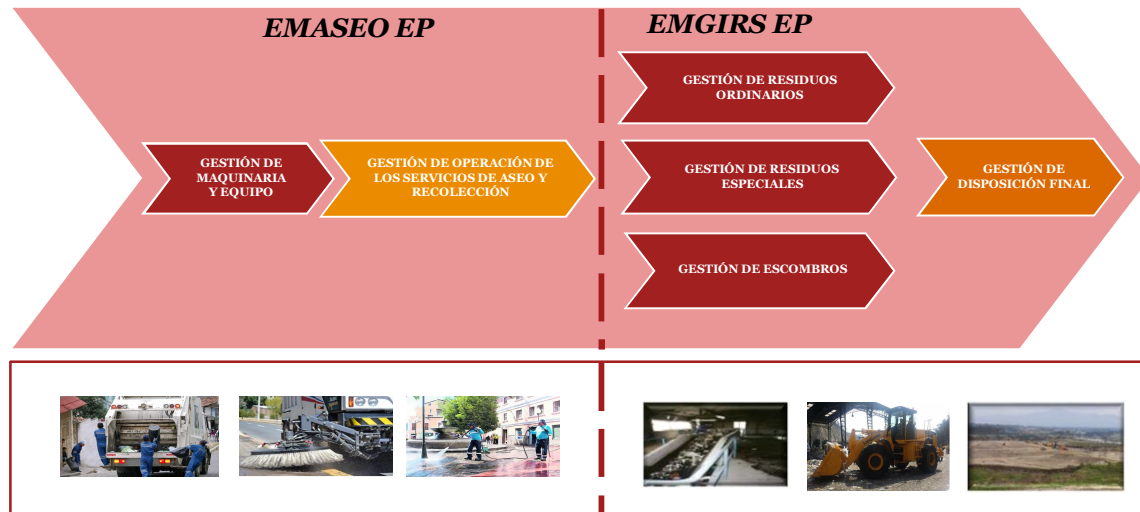 EMASEO EP
EMGIRS EP
GESTIÓN DE
MAQUINARIA
Y EQUIPO
GESTIÓN DE OPERACIÓN DE
LOS SERVICIOS DE ASEO Y
RECOLECCIÓN
GESTIÓN DE RESIDUOS
ORDINARIOS
GESTIÓN DE RESIDUOS
ESPECIALES
GESTIÓN DE ESCOMBROS
GESTIÓN DE
DISPOSICIÓN FINAL